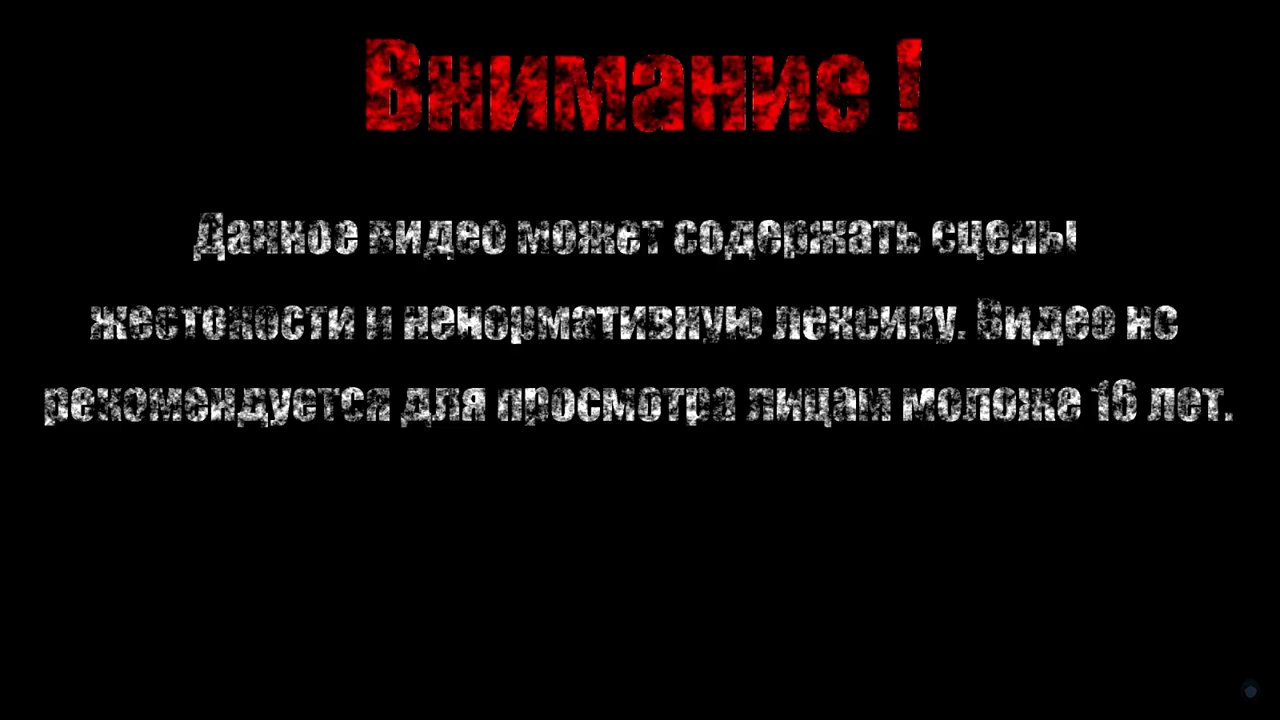 Внимание !
Данное видео может содержать сцены
жестокости и ненормативную лексику. Видео не
рекомендуется для просмотра лицам моложе 16 лет.